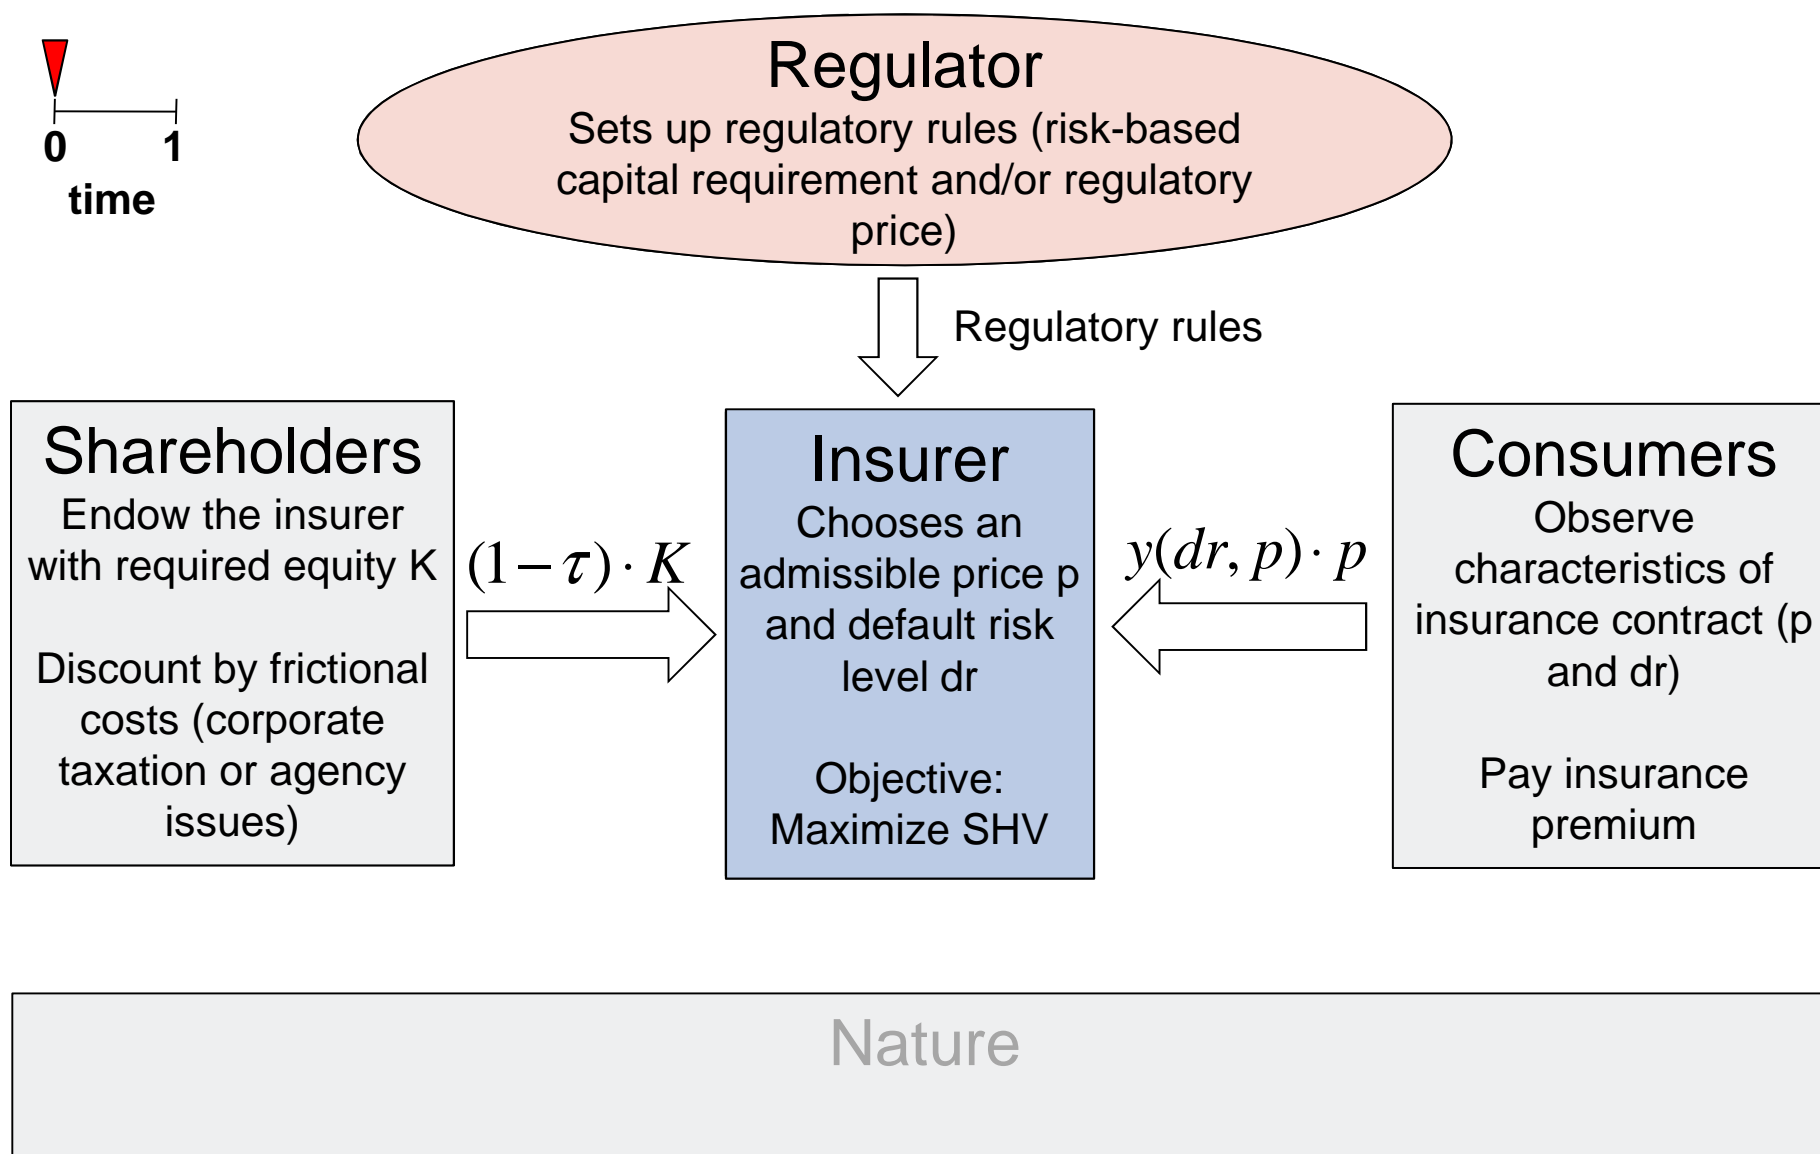 0 1
time
Regulator
Sets up regulatory rules (risk-based
capital requirement and/or regulatory
price)
Regulatory rules
Shareholders
Endow the insurer
with required equity K
Discount by frictional
costs (corporate
taxation or agency
issues)
(1−τ)·K
Insurer
Chooses an
admissible price p
and default risk
level dr
Objective:
Maximize SHV
y(dr, p)·p
Consumers
Observe
characteristics of
insurance contract (p
and dr)
Pay insurance
premium
Nature